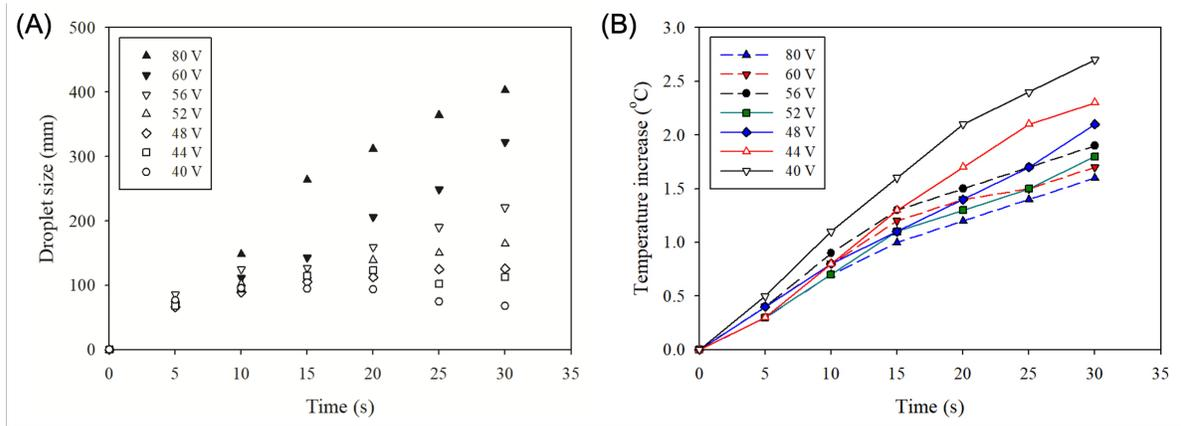 (A)
500
400
300
200
100
0
Droplet size (mm)
80 V
60 V
56 V
52 V
48 V
44 V
40 V
0 5 10 15 20 25 30 35
Time (s)
(B)
3.0
2.5
2.0
1.5
1.0
0.5
0.0
Temperature increase (°C)
80 V
60 V
56 V
52 V
48 V
44 V
40 V
0 5 10 15 20 25 30 35
Time (s)